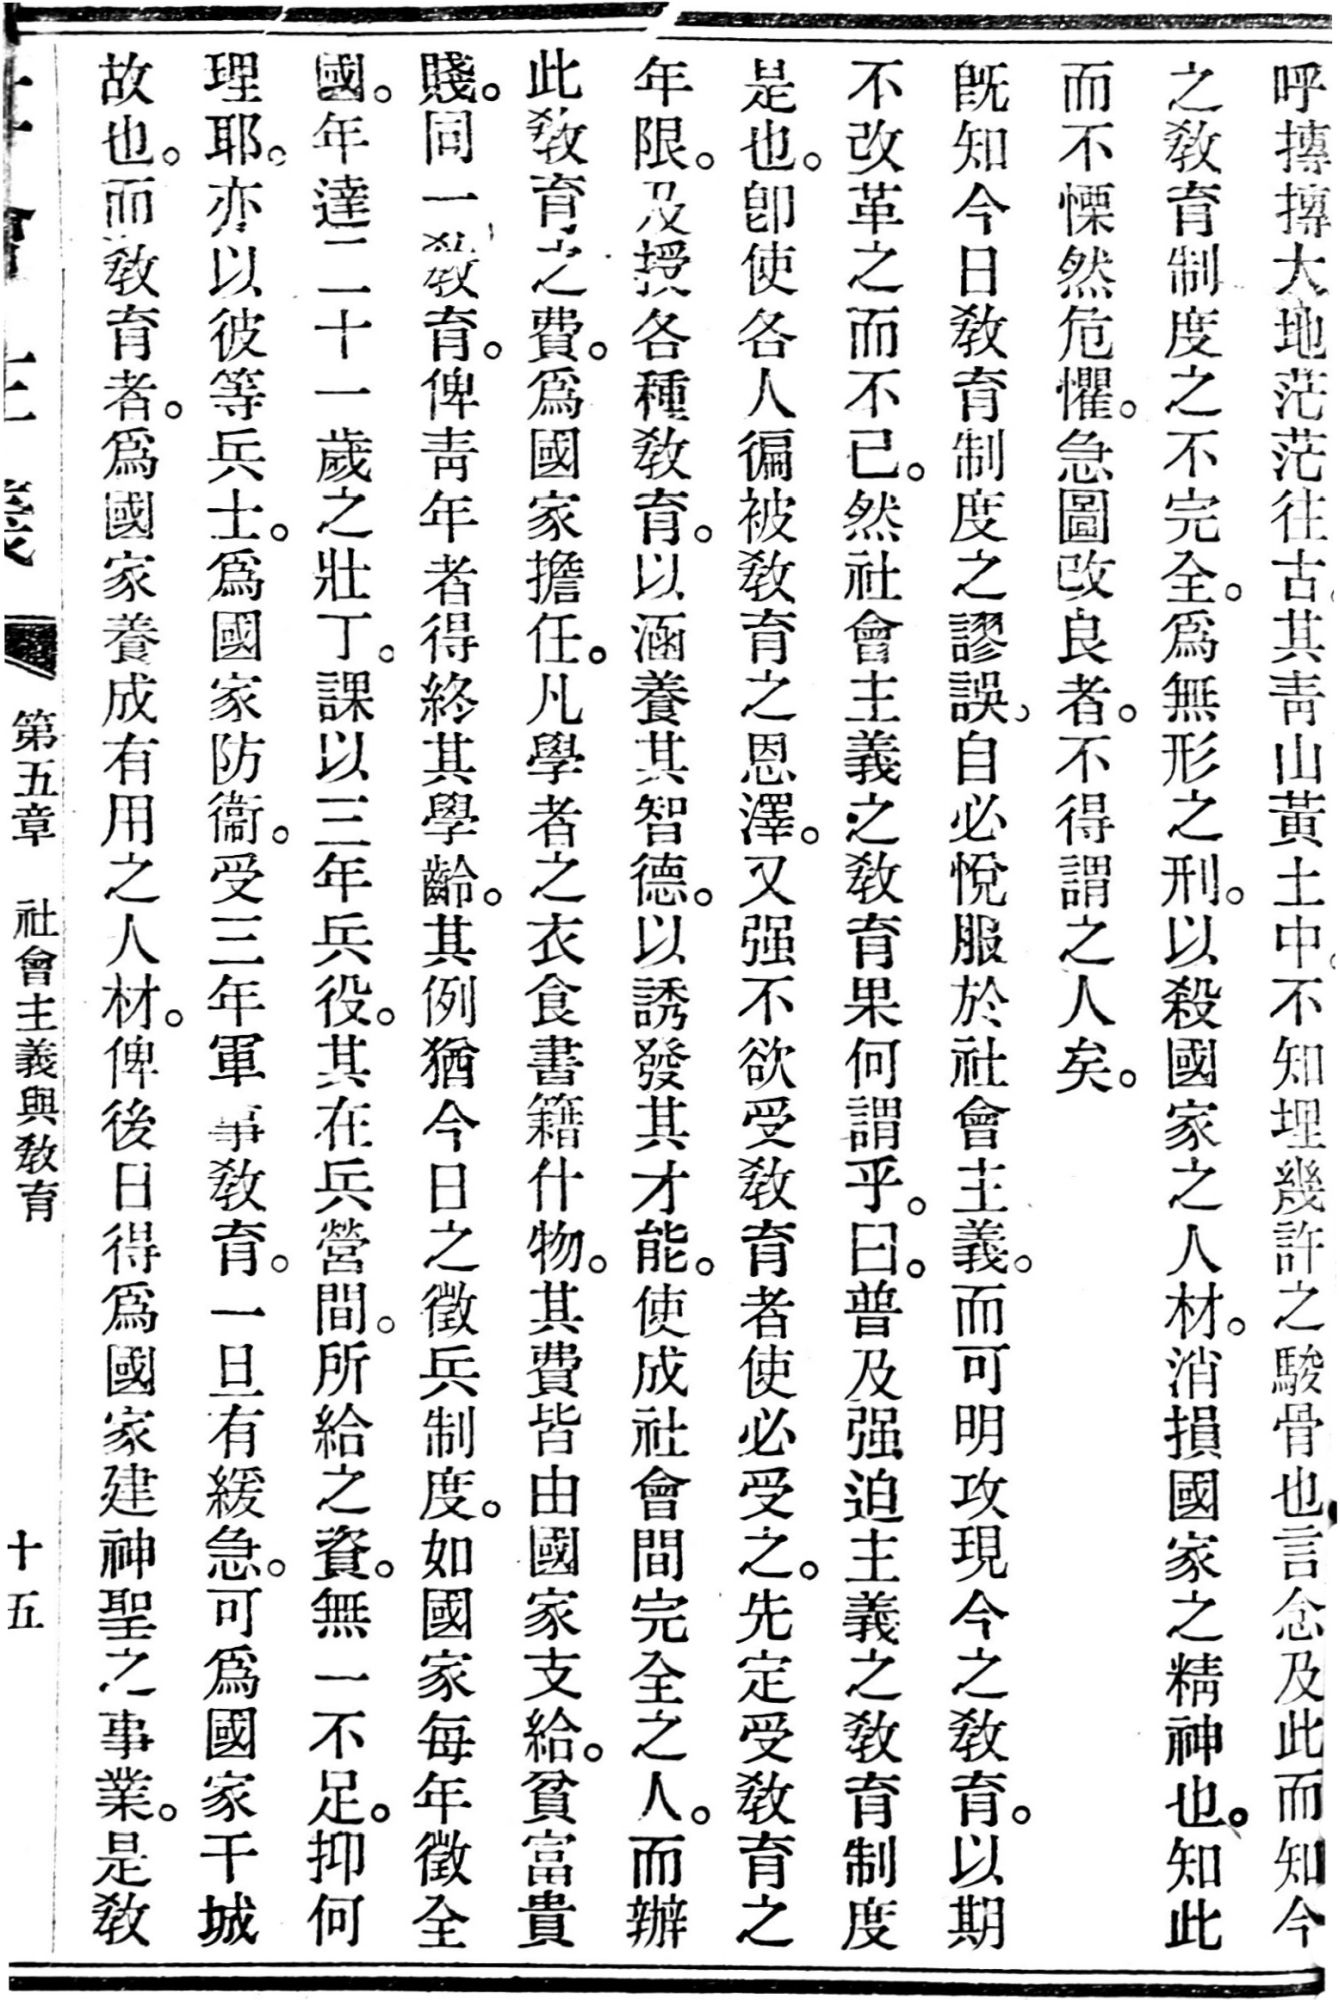 呼摶摶大地茫茫往古。其靑山黃土中。不知埋幾許之駿骨也言念及此而知今
之敎育制度之不完全。爲無形之刑。以殺國家之人材。消損國家之精神也。知此
而不慄然危懼。急圖改良者。不得謂之人矣。
旣知今日敎育制度之謬誤。自必悅服於社會主義。而可明攻現今之敎育。以期
不改革之而不已。然社會主義之敎育果何謂乎。曰。普及强迫主義之敎育制度
是也。卽使各人徧被敎育之恩澤。又强不欲受敎育者使必受之。先定受敎育之
年限。及授各種敎育。以涵養其智德。以誘發其才能。使成社會間完全之人。而辦
此敎育之費。爲國家擔任。凡學者之衣食書籍什物。其費皆由國家支給。貧富貴
賤。同一敎育。俾靑年者得終其學齡。其例猶今日之徵兵制度。如國家每年徵全
國。年達二十一歲之壯丁。課以三年兵役。其在兵營間。所給之資。無一不足。抑何
理耶。亦以彼等兵士。爲國家防衞。受三年軍事敎育。一旦有緩急。可爲國家干城
故也。而敎育者。爲國家養成有用之人材。俾後日得爲國家建神聖之事業。是敎
社會主義 第五章 社會主義與敎育 十五